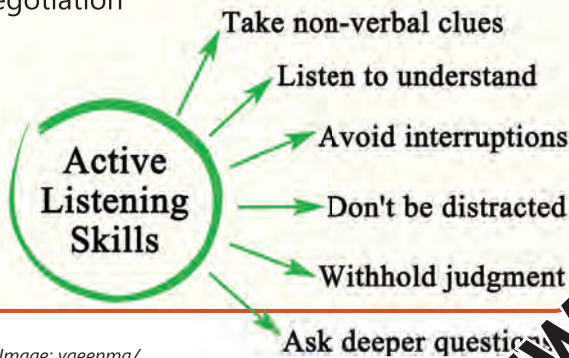 egotiation
Take non-verbal clues
Listen to understand
Avoid interruptions
Active
Listening
Skills
Don't be distracted
Withhold judgment
Ask deeper questions
Image: vaeenma/